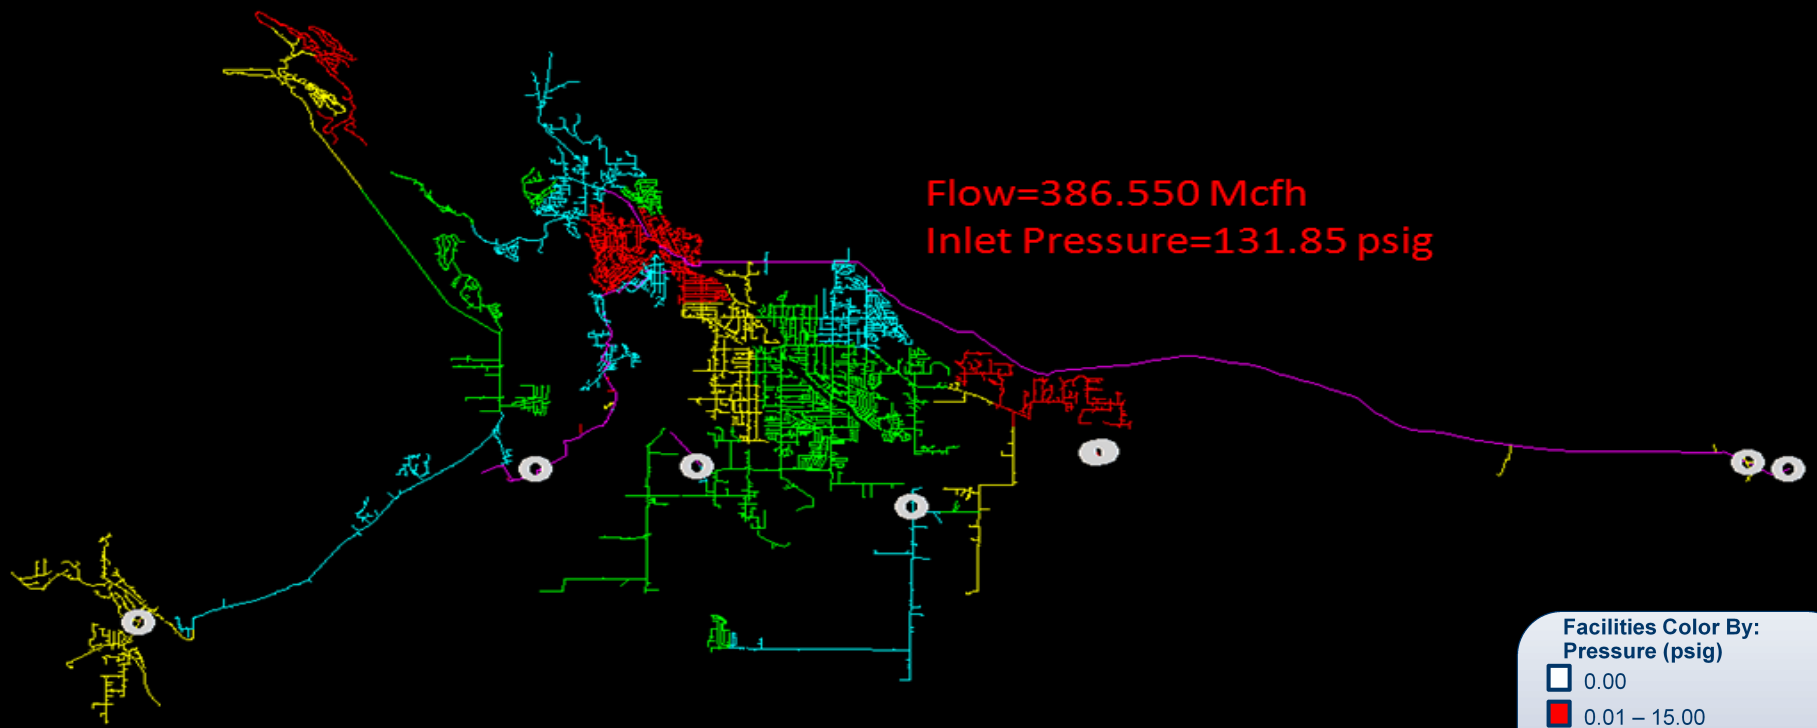 Flow=386.550 Mcfh
Inlet Pressure=131.85 psig
Facilities Color By:
Pressure (psig)
0.00
0.01 – 15.00